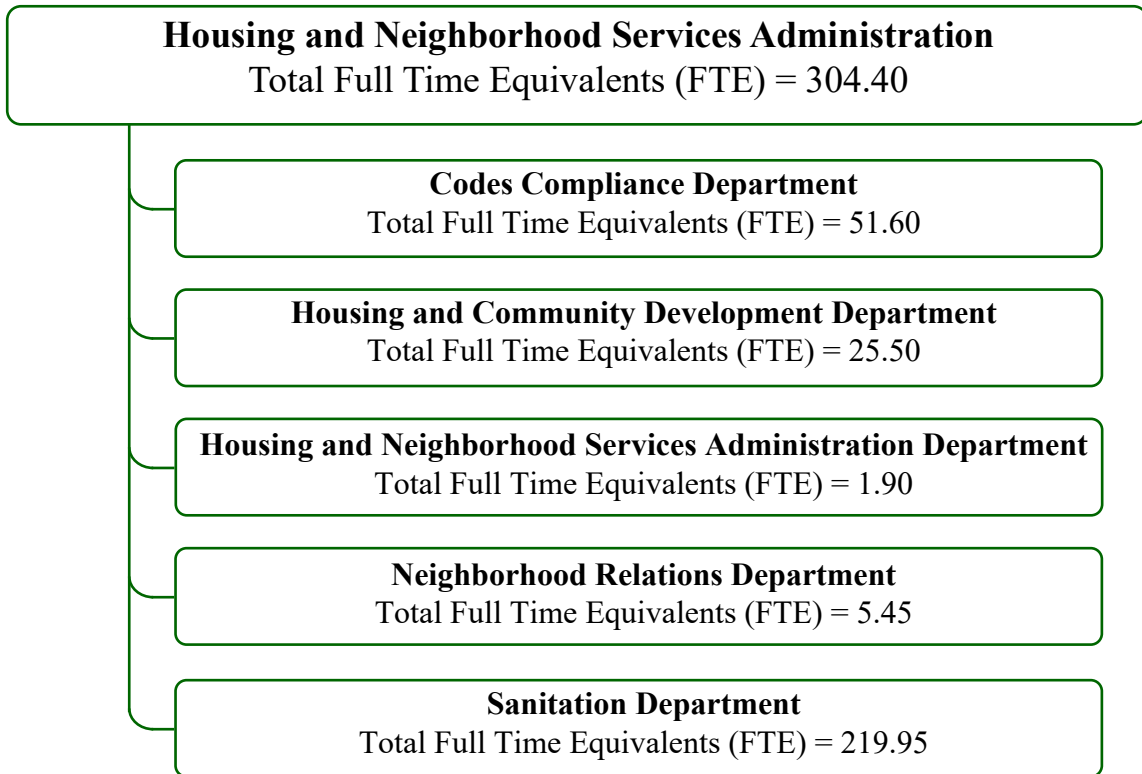 Housing and Neighborhood Services Administration
Total Full Time Equivalents (FTE) = 304.40
Codes Compliance Department
Total Full Time Equivalents (FTE) = 51.60
Housing and Community Development Department
Total Full Time Equivalents (FTE) = 25.50
Housing and Neighborhood Services Administration Department
Total Full Time Equivalents (FTE) = 1.90
Neighborhood Relations Department
Total Full Time Equivalents (FTE) = 5.45
Sanitation Department
Total Full Time Equivalents (FTE) = 219.95